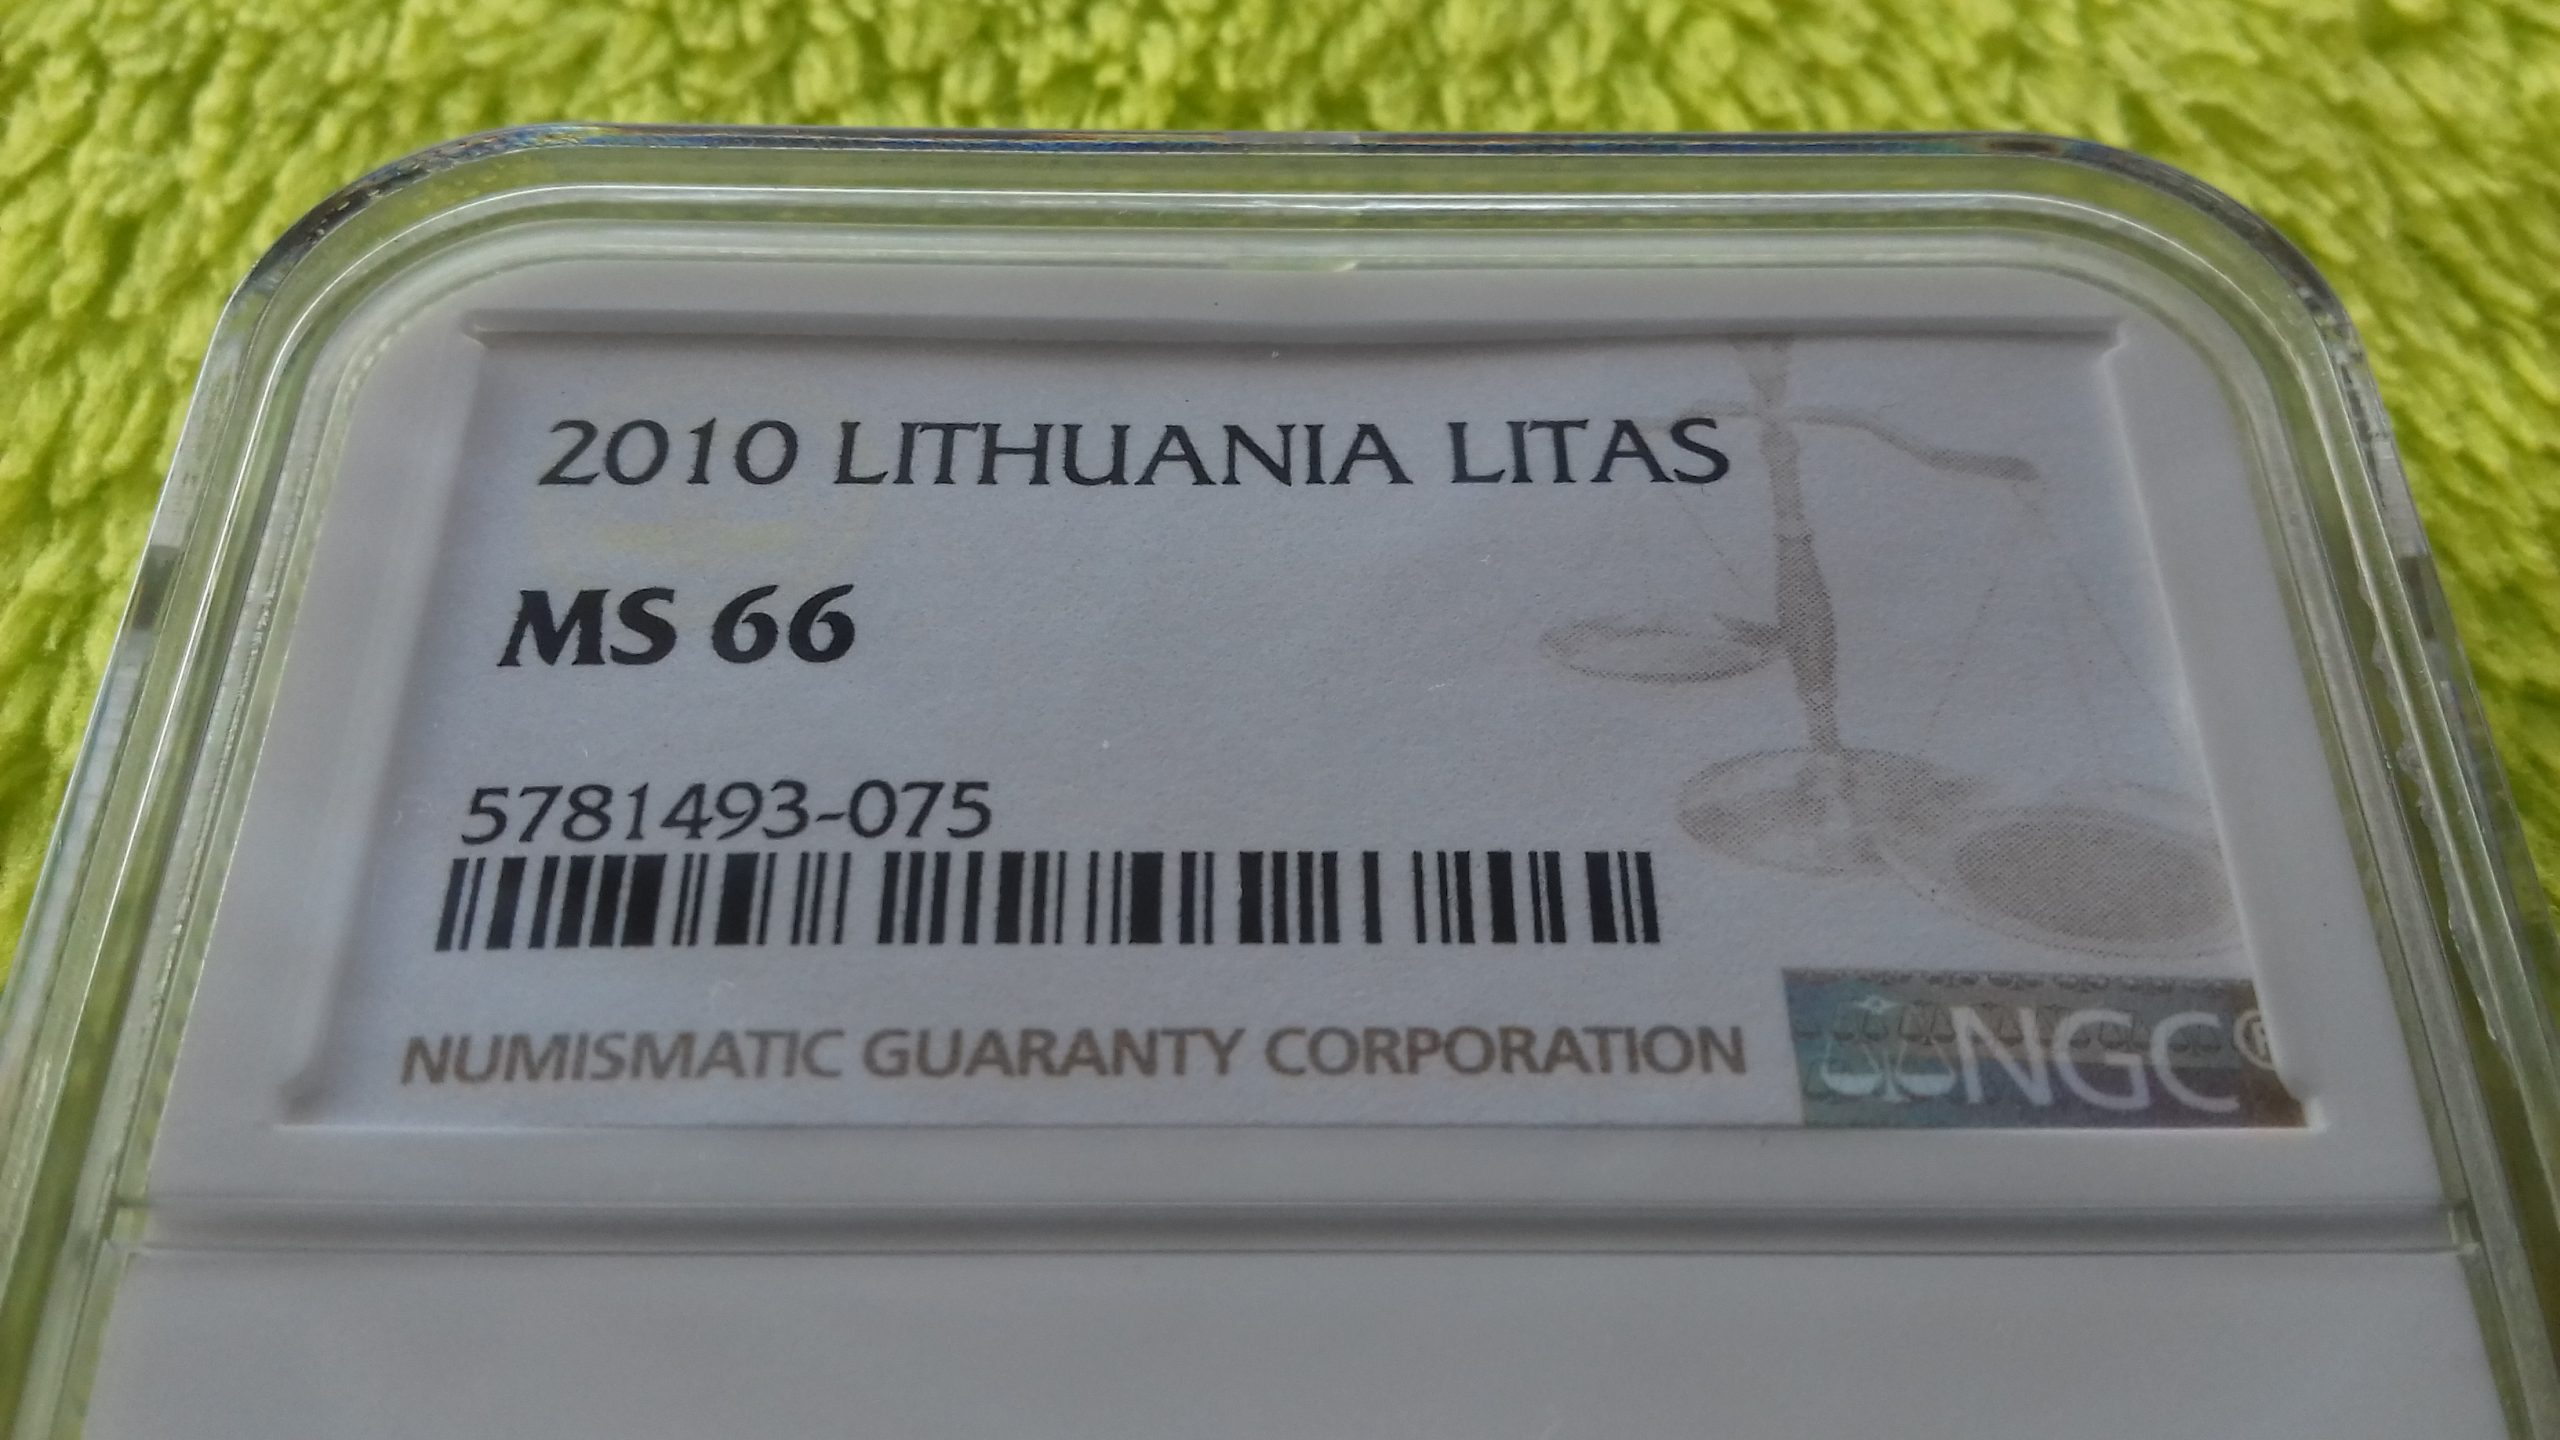 2010 LITHUANIA LITAS
MS 66
5781493-075
NUMISMATIC GUARANTY CORPORATION
NGC®